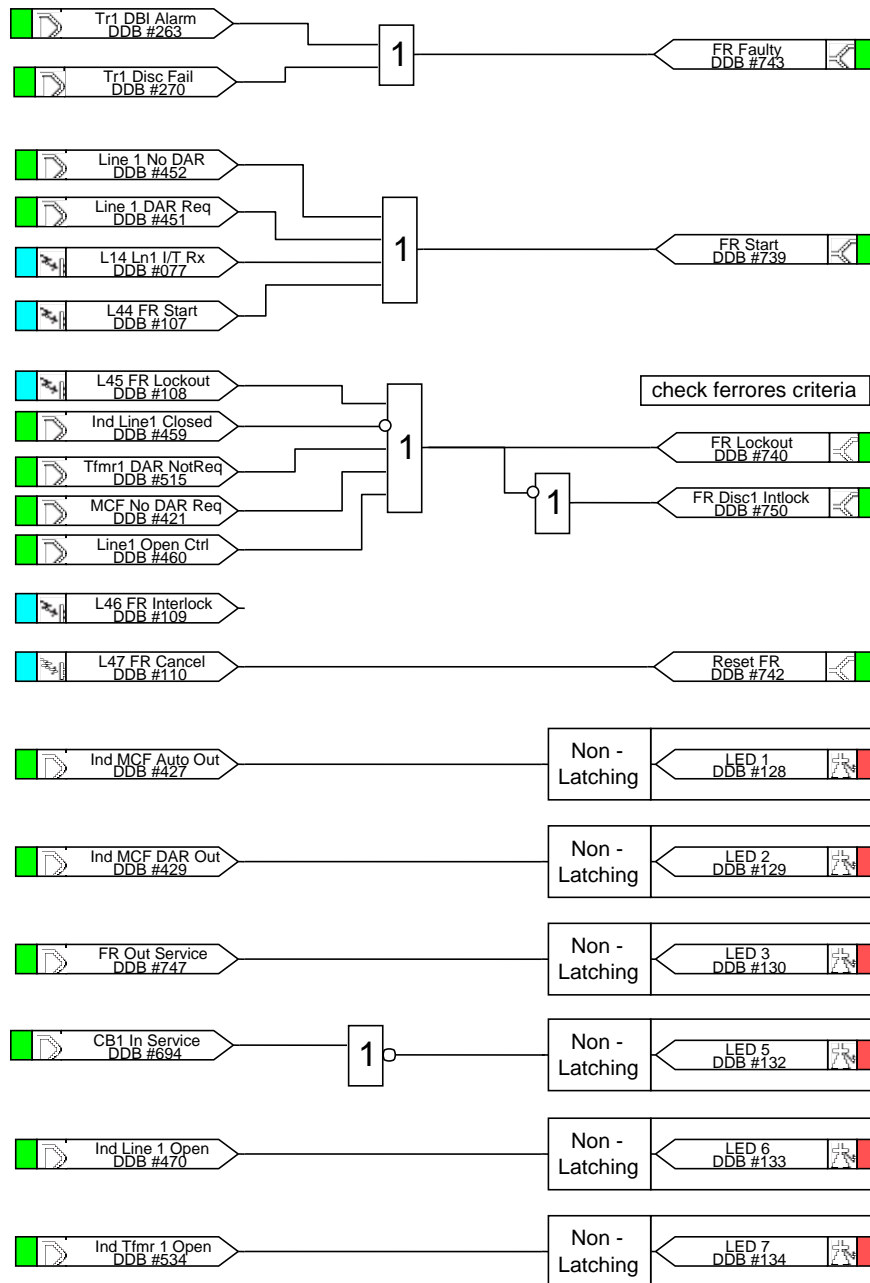 Tr1 DBI Alarm
DDB #263
1
FR Faulty
DDB #743
Tr1 Disc Fail
DDB #270
Line 1 No DAR
DDB #452
Line 1 DAR Req
DDB #451
1
FR Start
DDB #739
L14 Ln1 I/T Rx
DDB #077
L44 FR Start
DDB #107
L45 FR Lockout
DDB #108
check ferrores criteria
Ind Line1 Closed
DDB #459
1
FR Lockout
DDB #740
Tfmr1 DAR NotReq
DDB #515
1
FR Disc1 Intlock
DDB #750
MCF No DAR Req
DDB #421
Line1 Open Ctrl
DDB #460
L46 FR Interlock
DDB #109
L47 FR Cancel
DDB #110
Reset FR
DDB #742
Ind MCF Auto Out
DDB #427
Non -
Latching
LED 1
DDB #128
Ind MCF DAR Out
DDB #429
Non -
Latching
LED 2
DDB #129
FR Out Service
DDB #747
Non -
Latching
LED 3
DDB #130
CB1 In Service
DDB #694
1
Non -
Latching
LED 5
DDB #132
Ind Line 1 Open
DDB #470
Non -
Latching
LED 6
DDB #133
Ind Tfmr 1 Open
DDB #534
Non -
Latching
LED 7
DDB #134